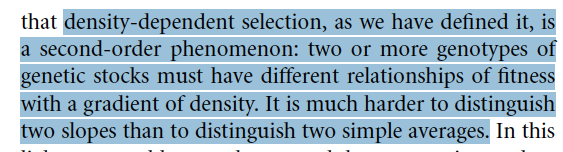 that density-dependent selection, as we have defined it, is
a second-order phenomenon: two or more genotypes of
genetic stocks must have different relationships of fitness
with a gradient of density. It is much harder to distinguish
two slopes than to distinguish two simple averages. In this